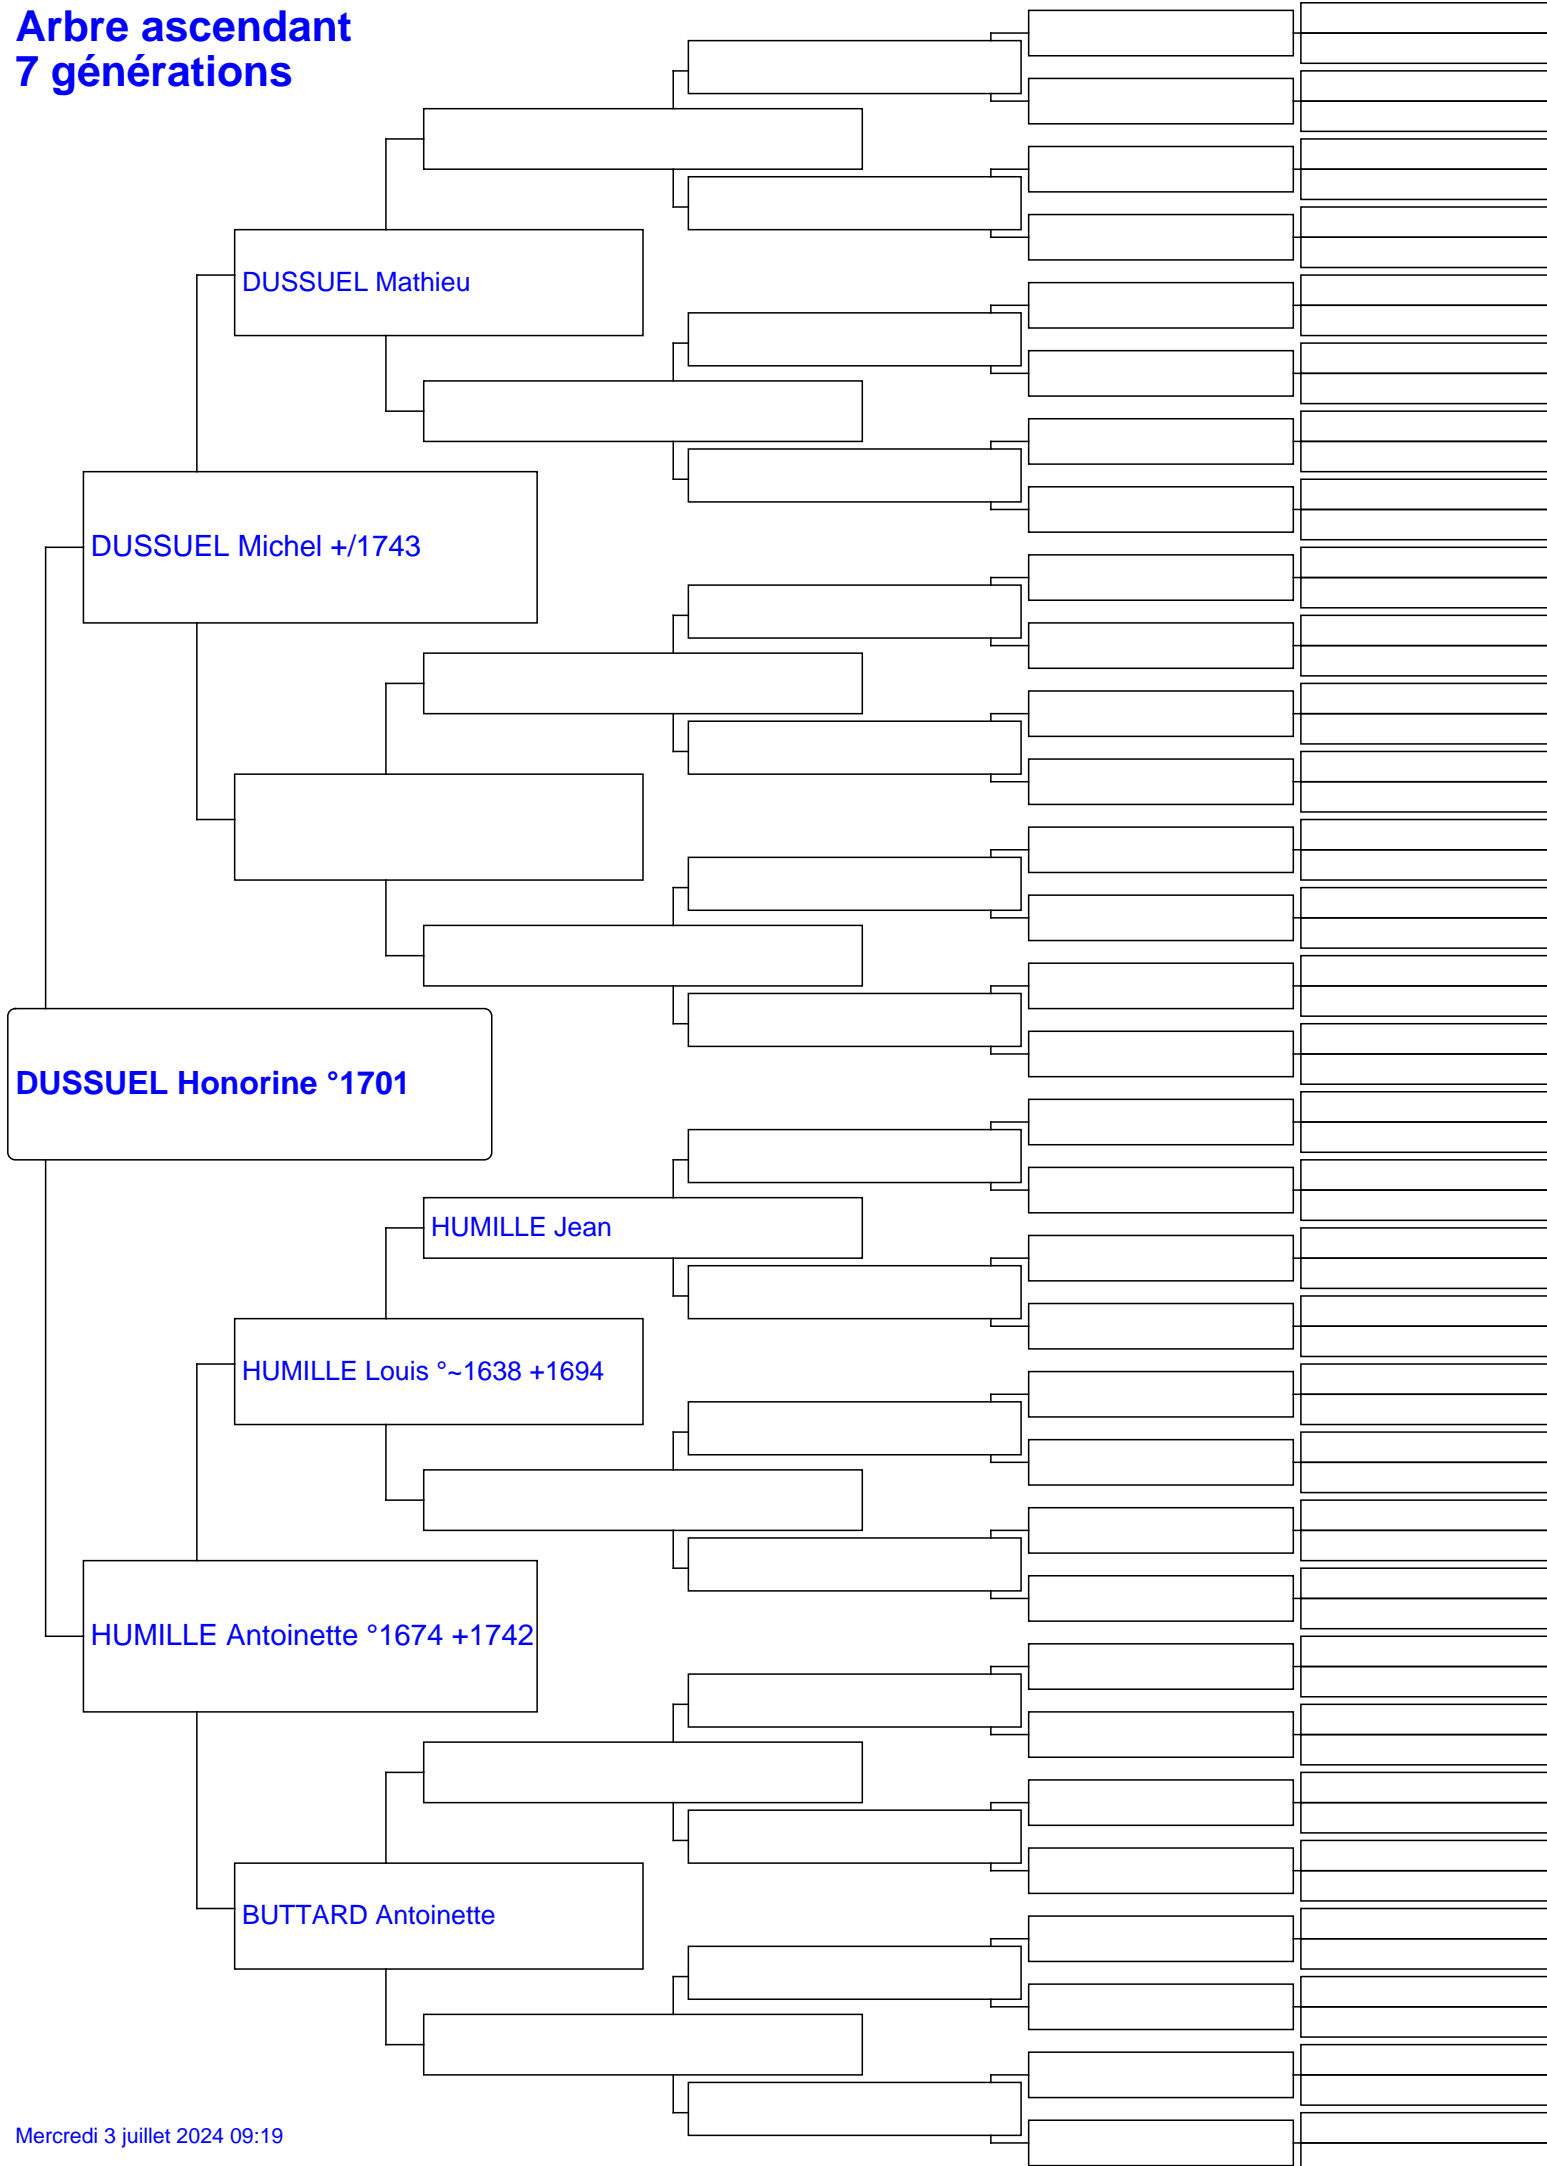 Arbre ascendant
7 générations
DUSSUEL Mathieu
DUSSUEL Michel +/1743
DUSSUEL Honorine °1701
HUMILLE Jean
HUMILLE Louis °~1638 +1694
HUMILLE Antoinette °1674 +1742
BUTTARD Antoinette
Mercredi 3 juillet 2024 09:19